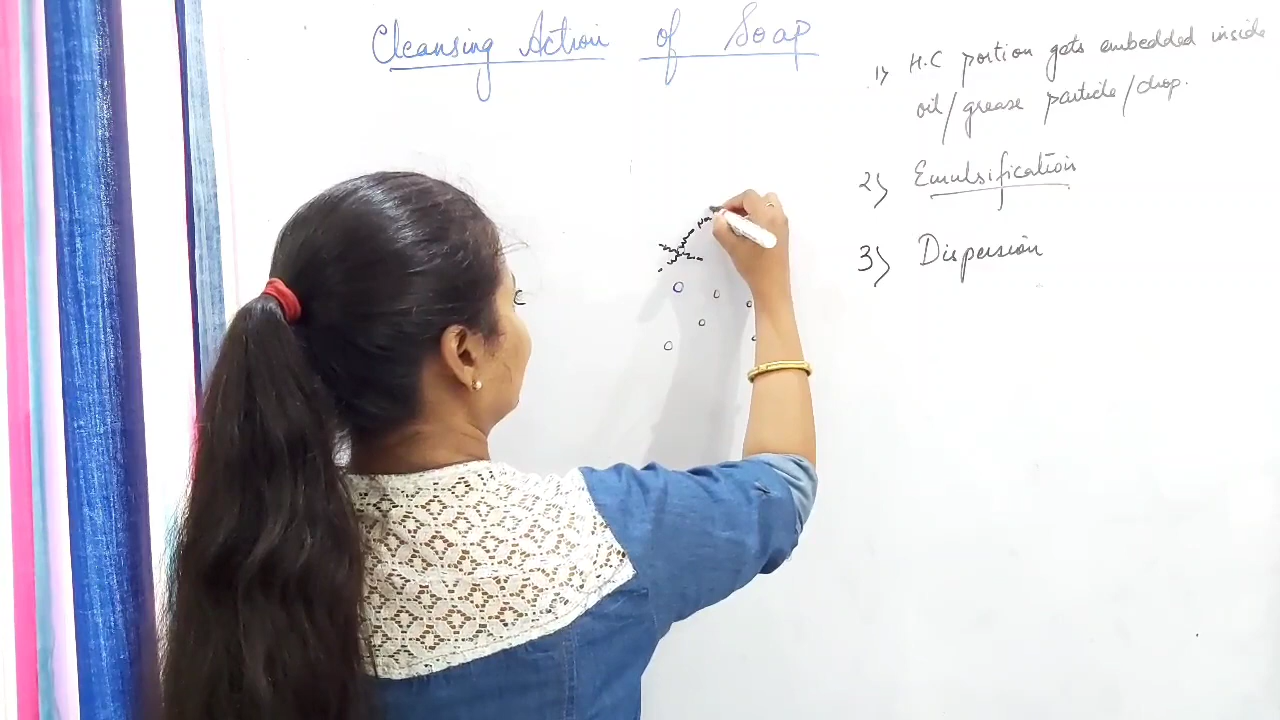 Cleansing Action of Soap
1) H.C portion gets embedded inside
oil/grease particle/drop.
2) Emulsification
3) Dispersion